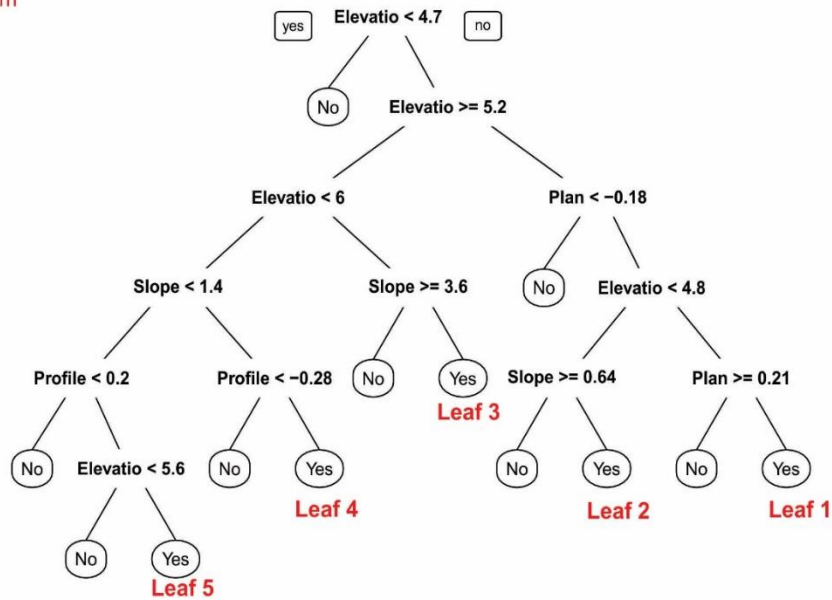 m
yes
Elevatio < 4.7
no
No
Elevatio >= 5.2
Elevatio < 6
Plan < −0.18
Slope < 1.4
Slope >= 3.6
No
Elevatio < 4.8
Profile < 0.2
Profile < −0.28
No
Yes
Slope >= 0.64
Plan >= 0.21
Leaf 3
No
Elevatio < 5.6
No
Yes
No
Yes
No
Yes
Leaf 4
Leaf 2
Leaf 1
No
Yes
Leaf 5